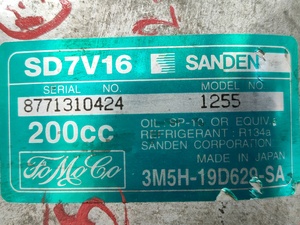 SD7V16 SANDEN
SERIAL NO. MODEL NO
8771310424 1255
200cc
OIL : SP-10 OR EQUIV.
REFRIGERANT : R134a
SANDEN CORPORATION
MADE IN JAPAN
FoMoCo 3M5H-19D629-SA